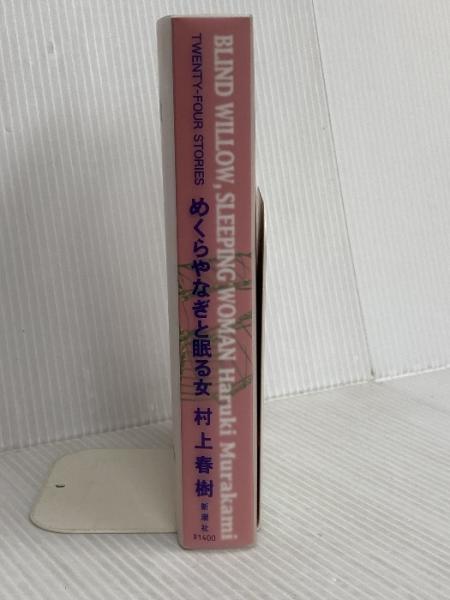 BLIND WILLOW, SLEEPING WOMAN Haruki Murakami
TWENTY-FOUR STORIES
めくらやなぎと眠る女 村上春樹
新潮社
¥1400